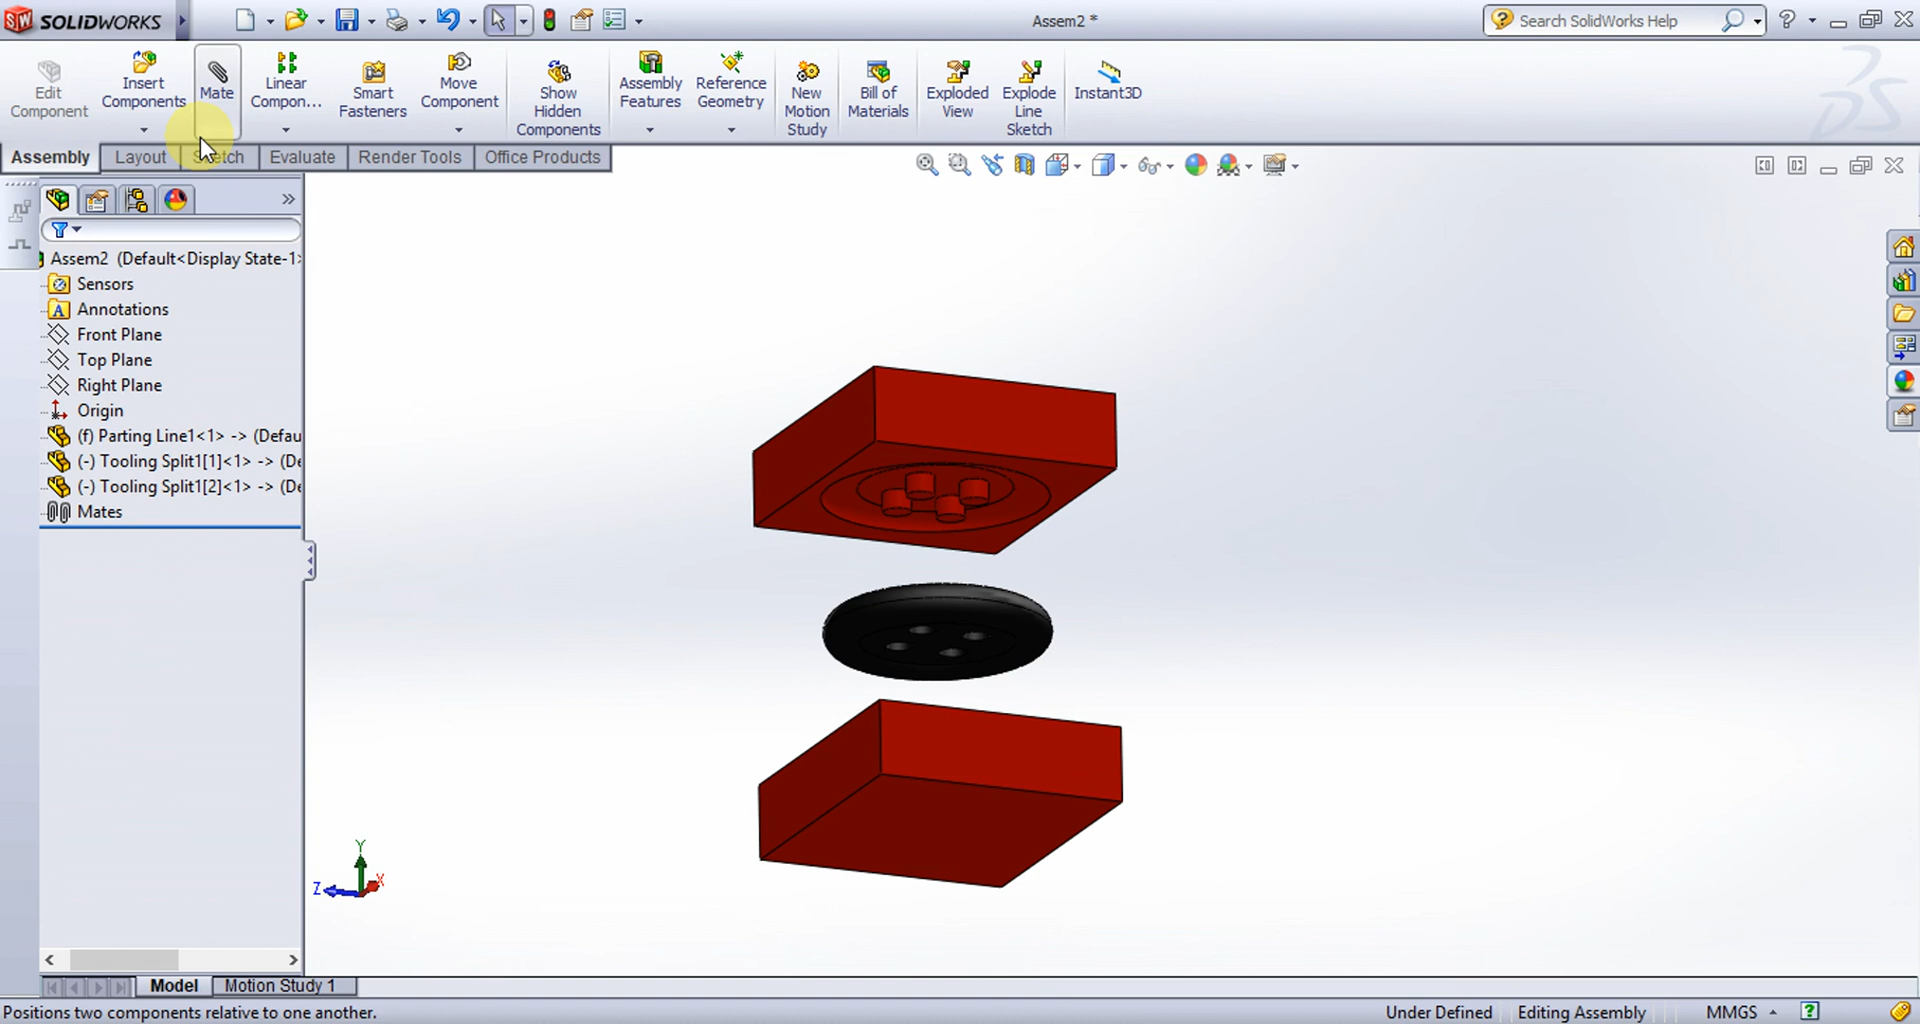 SW SOLIDWORKS
Assem2 *
Search SolidWorks Help
Edit Component
Insert Components
Mate
Linear Compon...
Smart Fasteners
Move Component
Show Hidden Components
Assembly Features
Reference Geometry
New Motion Study
Bill of Materials
Exploded View
Explode Line Sketch
Instant3D
Assembly
Layout
Sketch
Evaluate
Render Tools
Office Products
Assem2 (Default<Display State-1>
Sensors
Annotations
Front Plane
Top Plane
Right Plane
Origin
(f) Parting Line1<1> -> (Defau
(-) Tooling Split1[1]<1> -> (De
(-) Tooling Split1[2]<1> -> (De
Mates
Y
Z
X
Model
Motion Study 1
Positions two components relative to one another.
Under Defined
Editing Assembly
MMGS